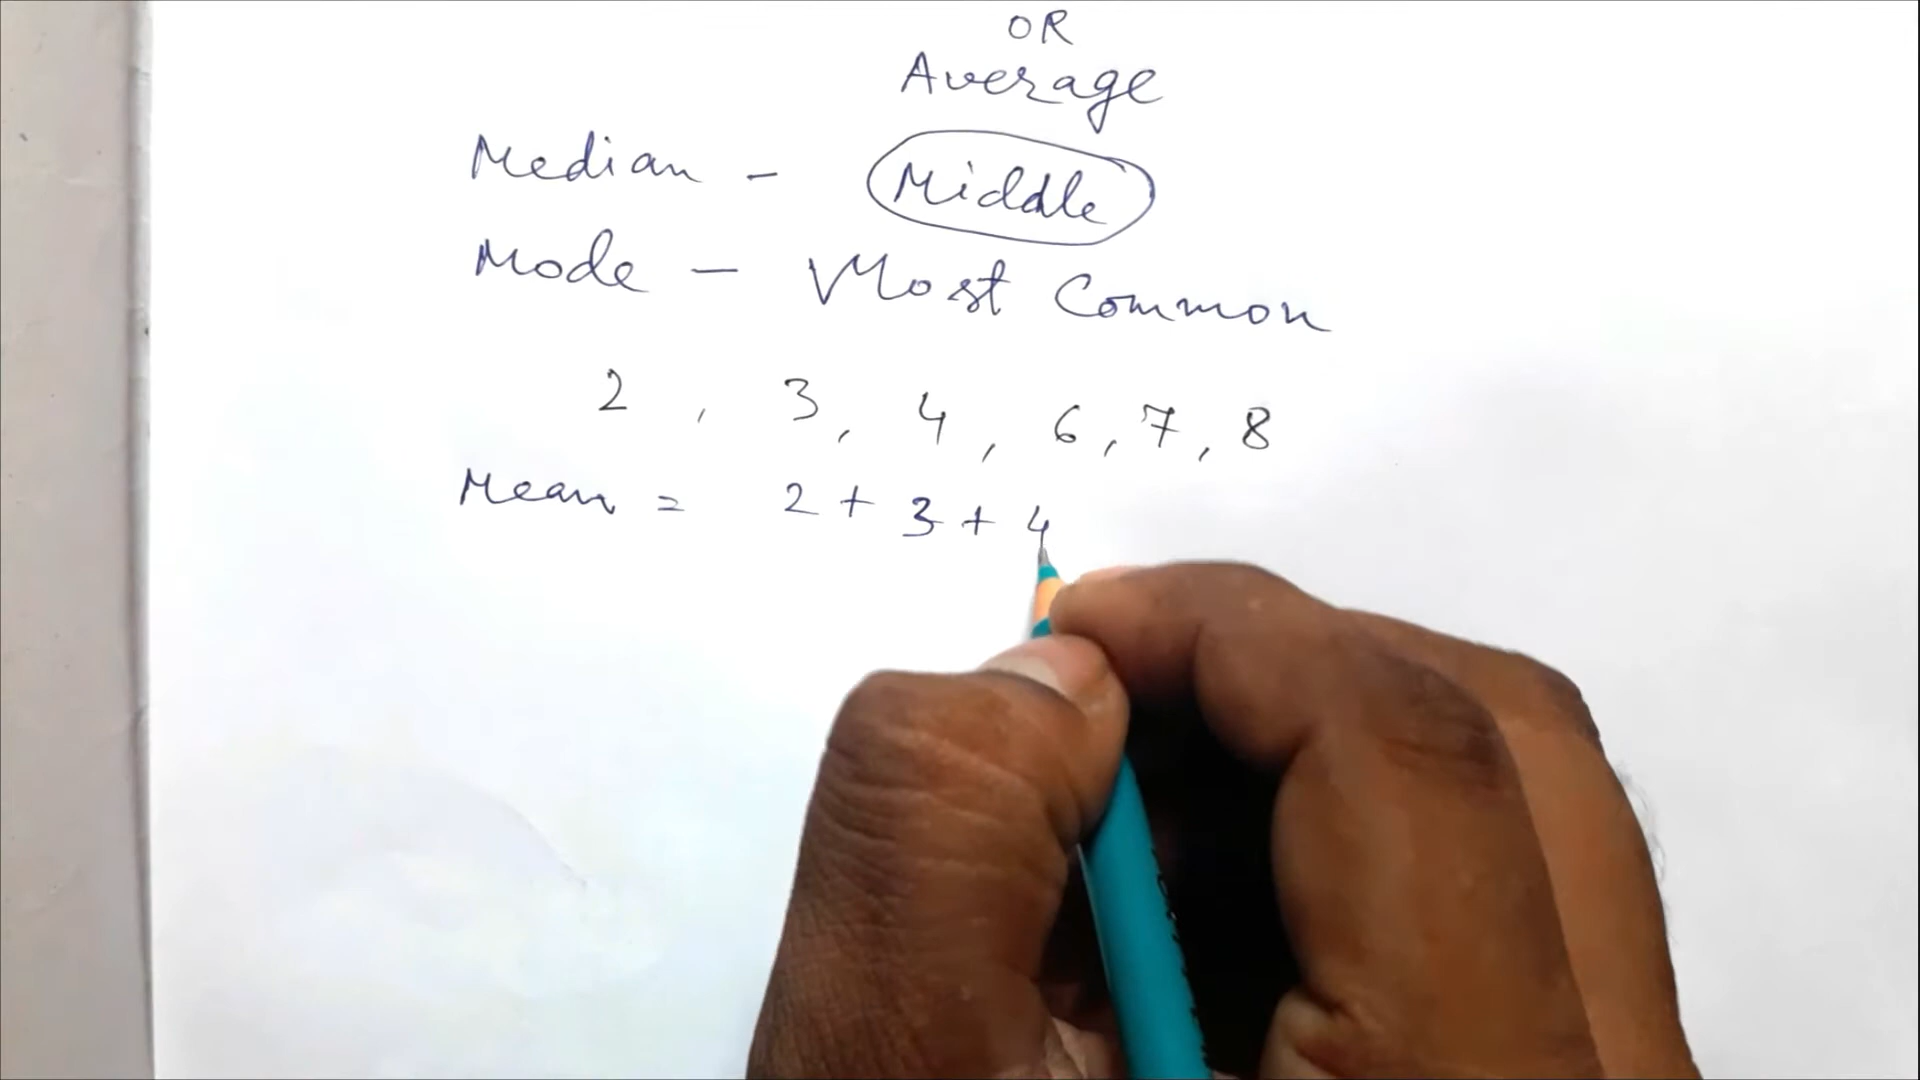 OR
Average
Median - Middle
Mode - Most Common
2, 3, 4, 6, 7, 8
Mean = 2 + 3 + 4